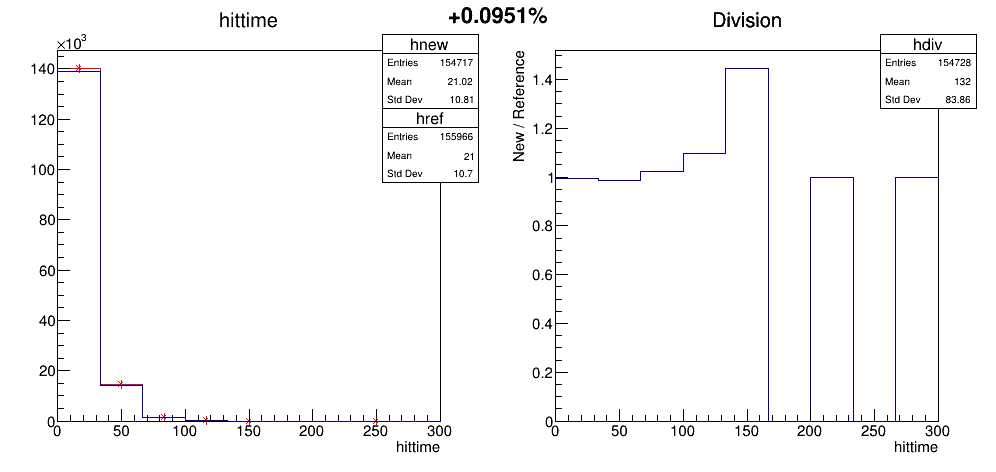 +0.0951%
hittime
×10³
140
120
100
80
60
40
20
0
0 50 100 150 200 250 300
hittime
hnew
Entries 154717
Mean 21.02
Std Dev 10.81
href
Entries 155966
Mean 21
Std Dev 10.7
Division
New / Reference
1.4
1.2
1
0.8
0.6
0.4
0.2
0
0 50 100 150 200 250 300
hittime
hdiv
Entries 154728
Mean 132
Std Dev 83.86